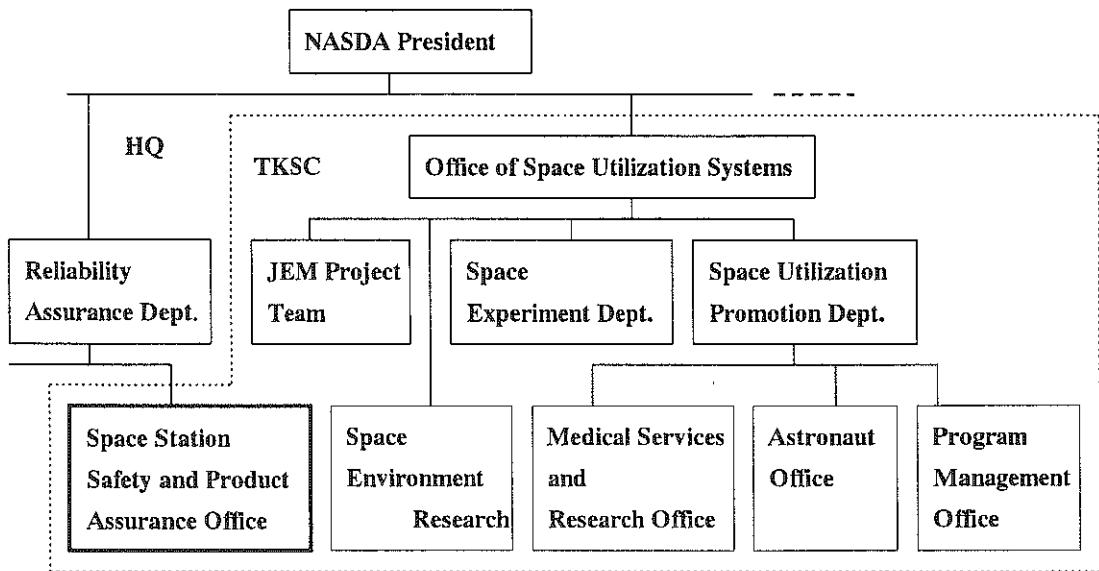 NASDA President
HQ
TKSC
Office of Space Utilization Systems
Reliability
Assurance Dept.
JEM Project
Team
Space
Experiment Dept.
Space Utilization
Promotion Dept.
Space Station
Safety and Product
Assurance Office
Space
Environment
Research
Medical Services
and
Research Office
Astronaut
Office
Program
Management
Office